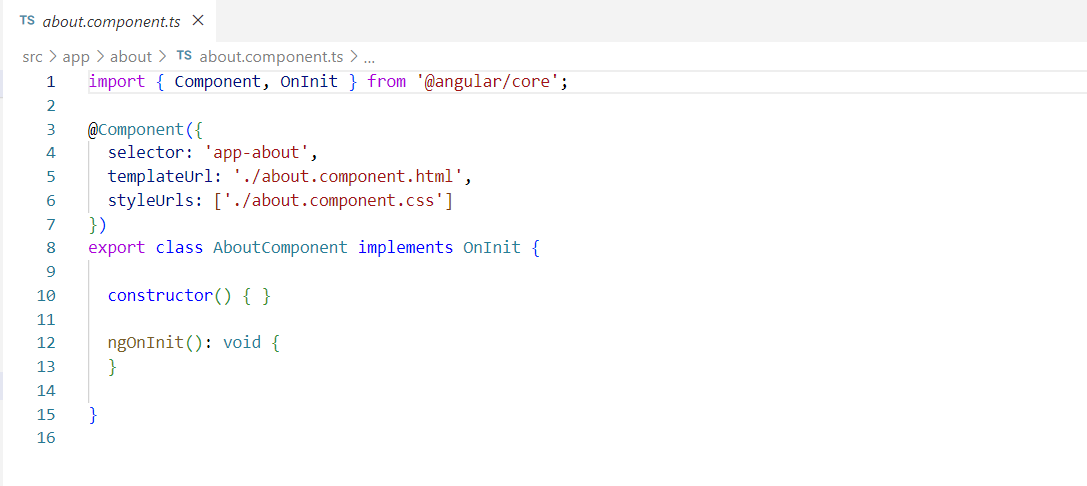 TS about.component.ts ×
src > app > about > TS about.component.ts > ...
1 import { Component, OnInit } from '@angular/core';
2
3 @Component({
4   selector: 'app-about',
5   templateUrl: './about.component.html',
6   styleUrls: ['./about.component.css']
7 })
8 export class AboutComponent implements OnInit {
9
10   constructor() { }
11
12   ngOnInit(): void {
13   }
14
15 }
16